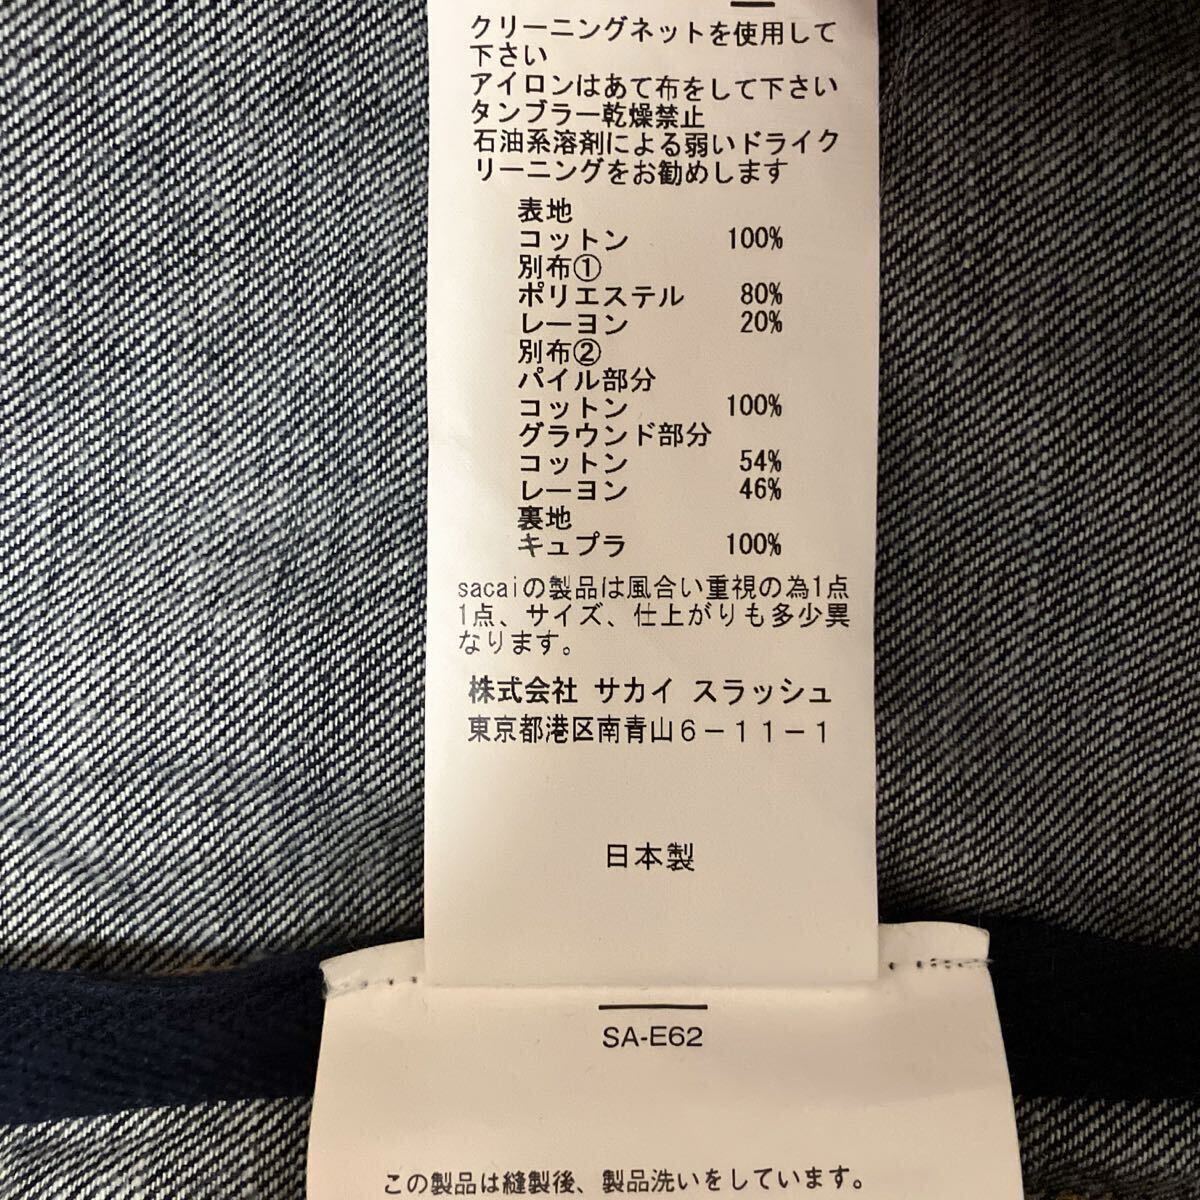 クリーニングネットを使用して
下さい
アイロンはあて布をして下さい
タンブラー乾燥禁止
石油系溶剤による弱いドライク
リーニングをお勧めします
表地
コットン 100%
別布①
ポリエステル 80%
レーヨン 20%
別布②
パイル部分
コットン 100%
グラウンド部分
コットン 54%
レーヨン 46%
裏地
キュプラ 100%
sacaiの製品は風合い重視の為1点
1点、サイズ、仕上がりも多少異
なります。
株式会社 サカイ スラッシュ
東京都港区南青山6－11－1
日本製
SA-E62
この製品は縫製後、製品洗いをしています。